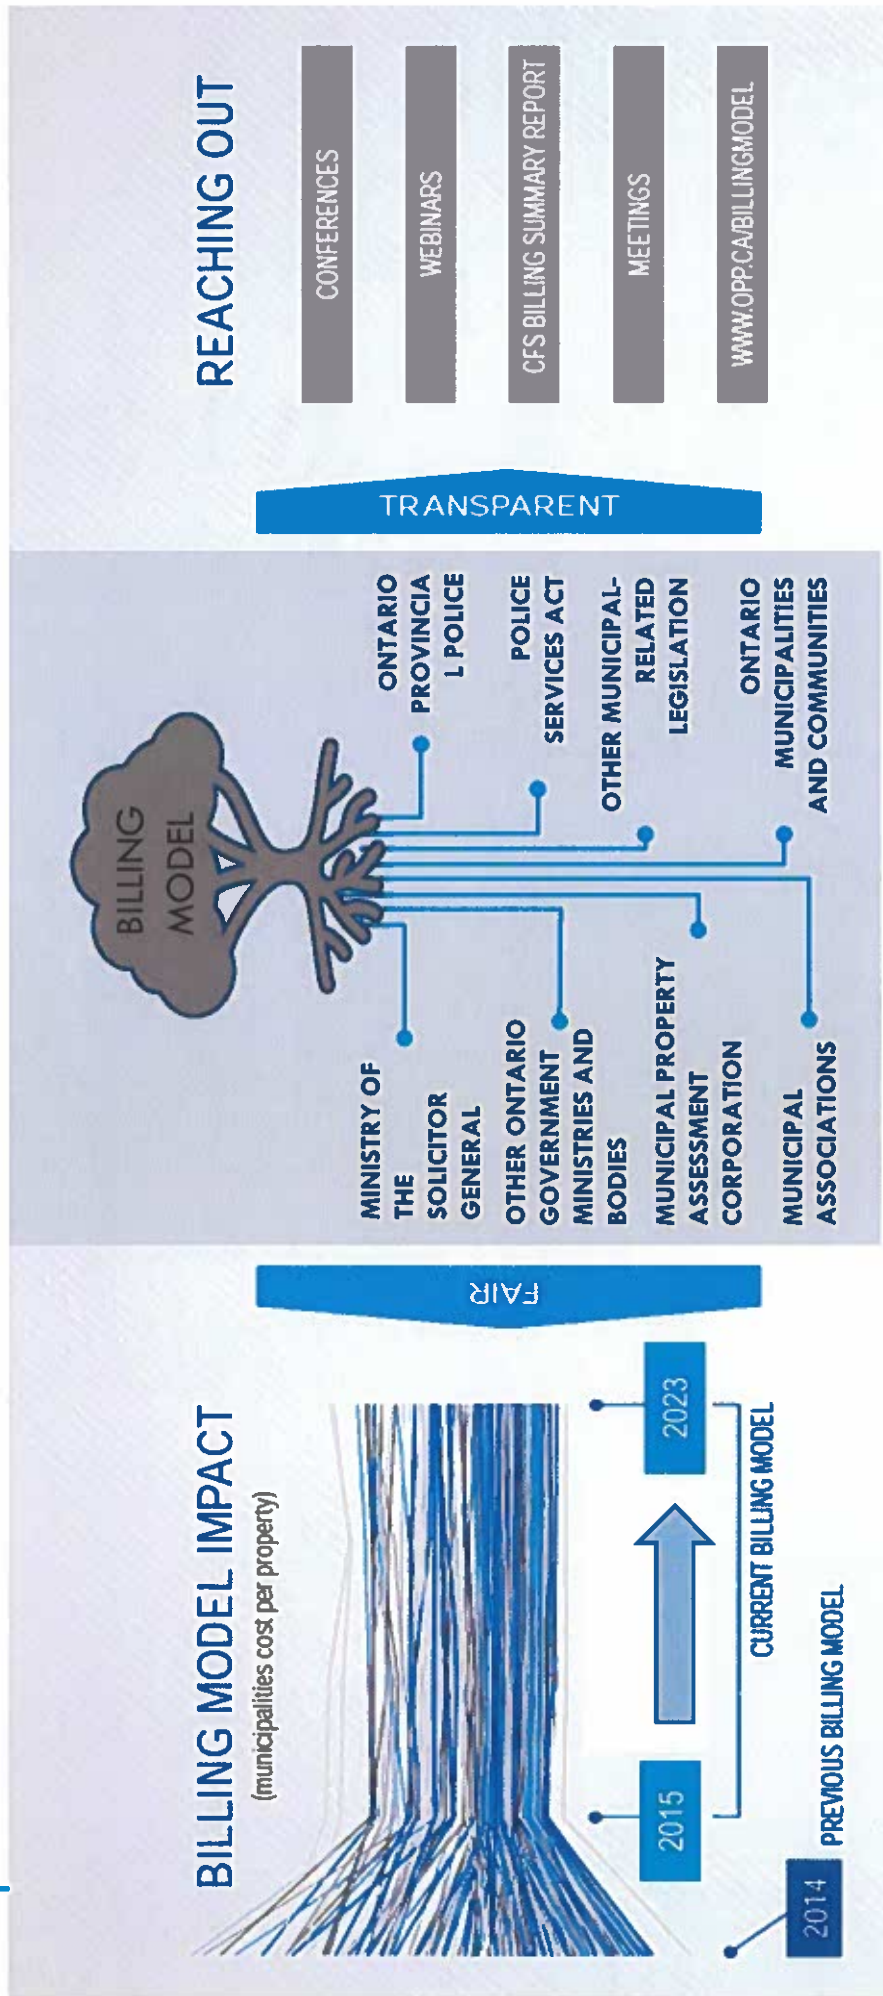 BILLING MODEL IMPACT
(municipalities cost per property)
2014
PREVIOUS BILLING MODEL
2015
2023
CURRENT BILLING MODEL
FAIR
BILLING
MODEL
MINISTRY OF
THE
SOLICITOR
GENERAL
OTHER ONTARIO
GOVERNMENT
MINISTRIES AND
BODIES
MUNICIPAL PROPERTY
ASSESSMENT
CORPORATION
MUNICIPAL
ASSOCIATIONS
ONTARIO
PROVINCIA
L POLICE
POLICE
SERVICES ACT
OTHER MUNICIPAL-
RELATED
LEGISLATION
ONTARIO
MUNICIPALITIES
AND COMMUNITIES
TRANSPARENT
REACHING OUT
CONFERENCES
WEBINARS
CFS BILLING SUMMARY REPORT
MEETINGS
WWW.OPP.CA/BILLINGMODEL